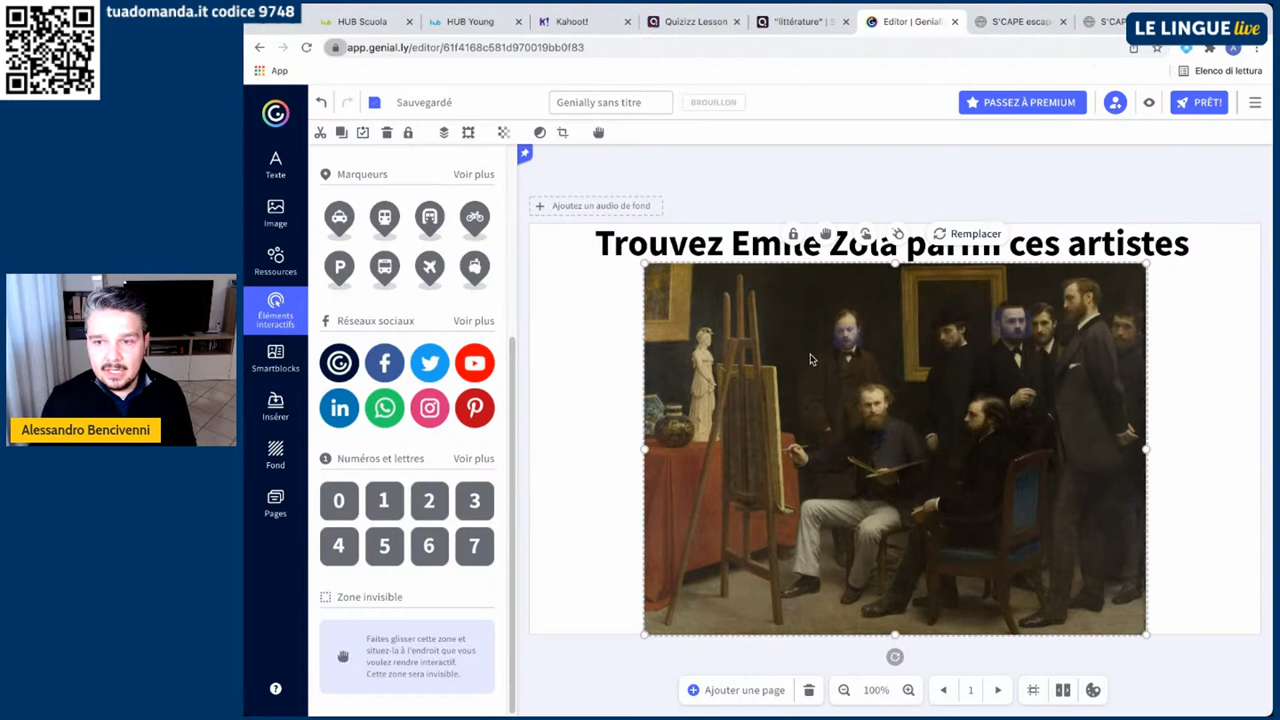 tuadomanda.it codice 9748
HUB Scuola
HUB Young
Kahoot!
Quizizz Lesson
"littérature" | S
Editor | Genial
S'CAPE escap
S'CA
LE LINGUE live
app.genial.ly/editor/61f4168c581d970019bb0f83
App
Elenco di lettura
Sauvegardé
Genially sans titre
BROUILLON
PASSEZ À PREMIUM
PRÊT!
Texte
Image
Ressources
Éléments
interactifs
Smartblocks
Insérer
Fond
Pages
Marqueurs
Voir plus
P
Réseaux sociaux
Voir plus
Numéros et lettres
Voir plus
0 1 2 3
4 5 6 7
Zone invisible
Faites glisser cette zone et
situez-la à l'endroit que vous
voulez rendre interactif.
Cette zone sera invisible.
Ajoutez un audio de fond
Remplacer
Trouvez Emile Zola parmi ces artistes
Ajouter une page
100%
1
Alessandro Bencivenni